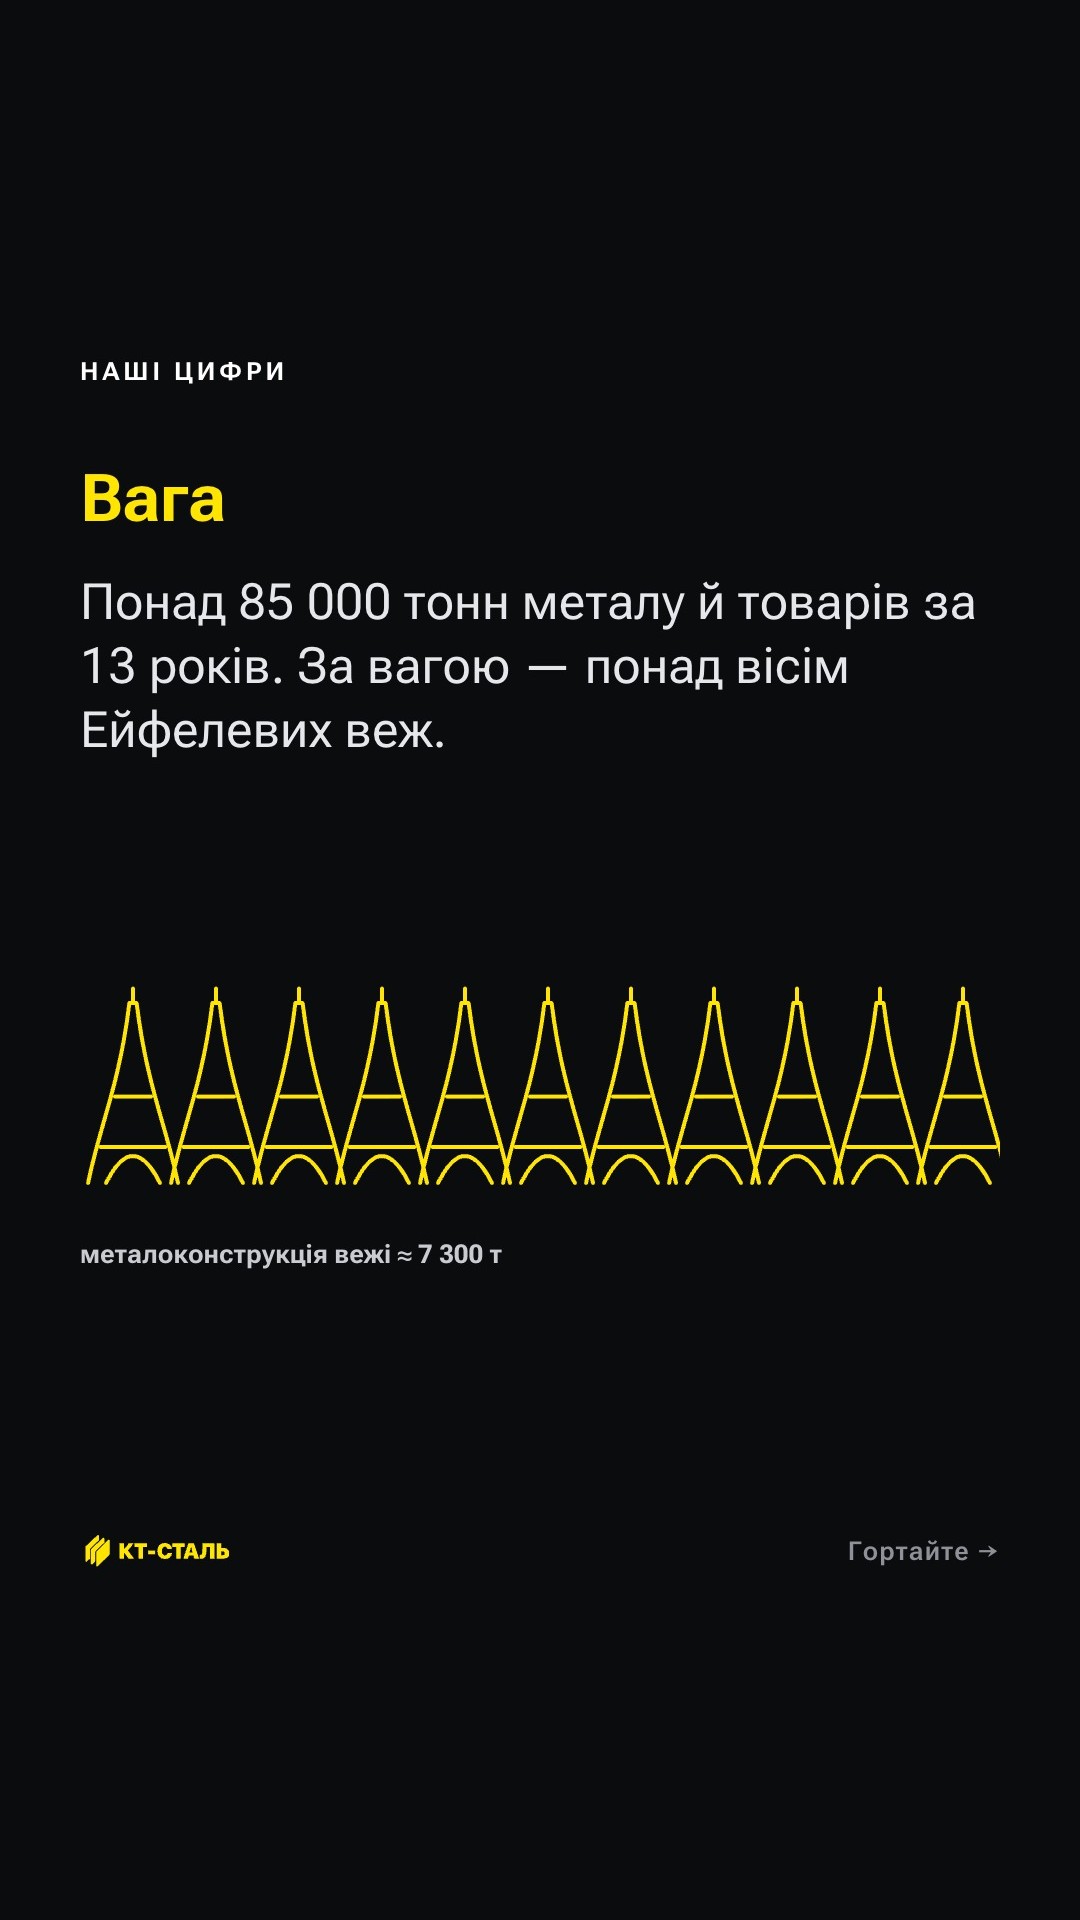 НАШІ ЦИФРИ
Вага
Понад 85 000 тонн металу й товарів за
13 років. За вагою — понад вісім
Ейфелевих веж.
металоконструкція вежі ≈ 7 300 т
КТ-СТАЛЬ
Гортайте →